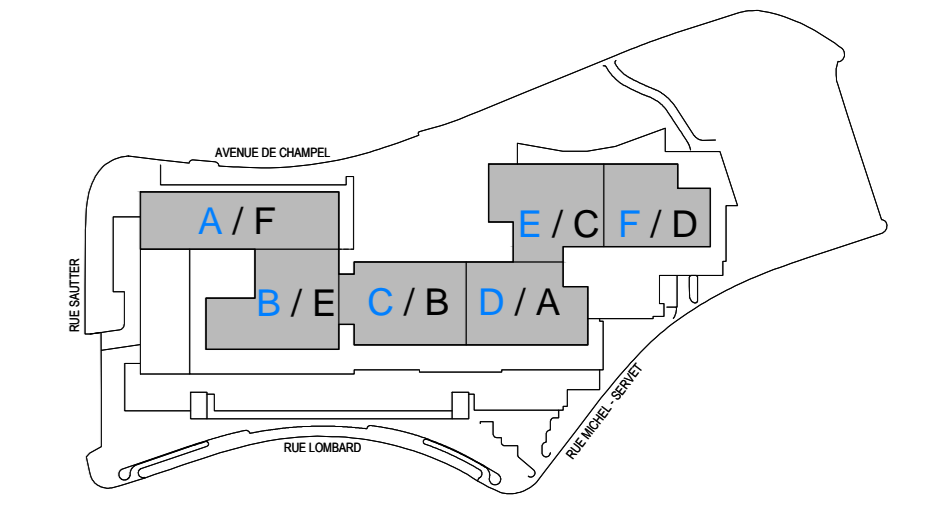 AVENUE DE CHAMPEL
A / F
E / C
F / D
RUE SAUTTER
B / E
C / B
D / A
RUE MICHEL - SERVET
RUE LOMBARD